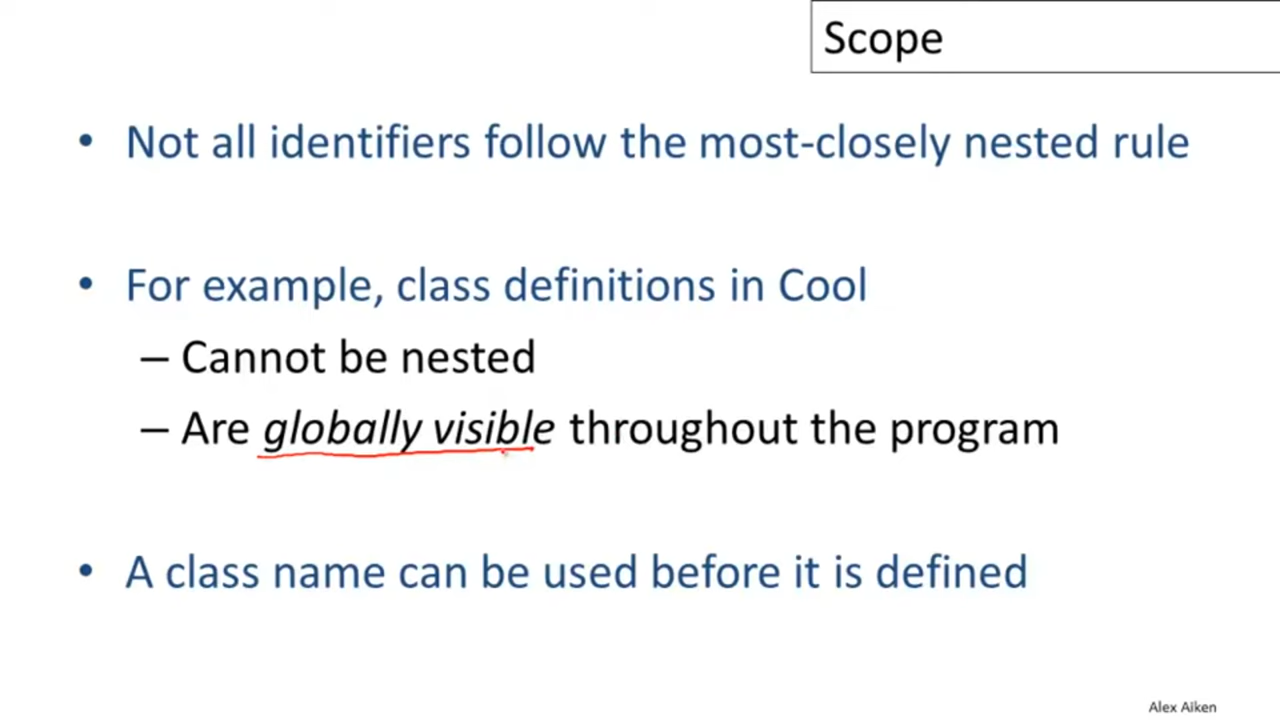 Scope
• Not all identifiers follow the most-closely nested rule
• For example, class definitions in Cool
– Cannot be nested
– Are globally visible throughout the program
• A class name can be used before it is defined
Alex Aiken